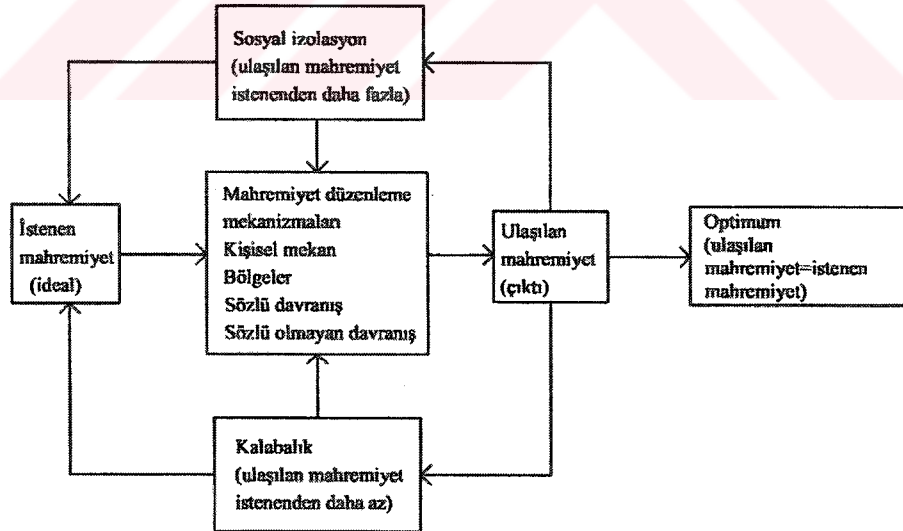 Sosyal izolasyon
(ulaşılan mahremiyet
istenenden daha fazla)
İstenen
mahremiyet
(ideal)
Mahremiyet düzenleme
mekanizmaları
Kişisel mekan
Bölgeler
Sözlü davranış
Sözlü olmayan davranış
Ulaşılan
mahremiyet
(çıktı)
Optimum
(ulaşılan
mahremiyet=istenen
mahremiyet)
Kalabalık
(ulaşılan mahremiyet
istenenden daha az)